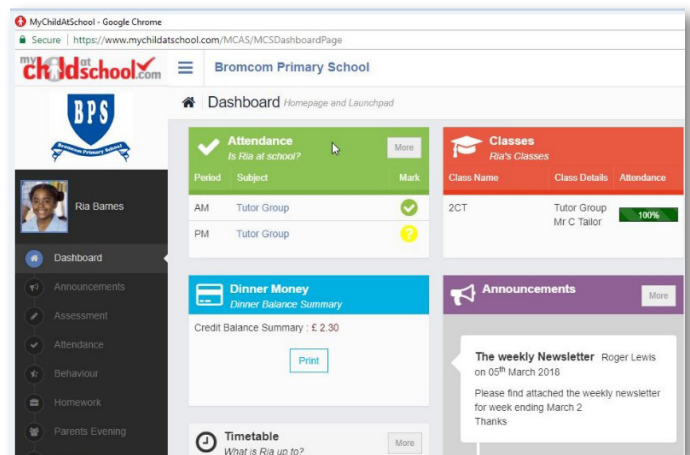 MyChildAtSchool - Google Chrome
Secure | https://www.mychildatschool.com/MCAS/MCSDashboardPage
my child at school.com
Bromcom Primary School
BPS
Bromcom Primary School
Dashboard Homepage and Launchpad
Ria Barnes
Dashboard
Announcements
Assessment
Attendance
Behaviour
Homework
Parents Evening
Attendance
Is Ria at school?
More
Period Subject Mark
AM Tutor Group
PM Tutor Group ?
Classes
Ria's Classes
Class Name Class Details Attendance
2CT Tutor Group 100%
Mr C Tailor
Dinner Money
Dinner Balance Summary
Credit Balance Summary : £ 2.30
Print
Announcements
More
The weekly Newsletter Roger Lewis
on 05th March 2018
Please find attached the weekly newsletter
for week ending March 2
Thanks
Timetable
What is Ria up to?
More